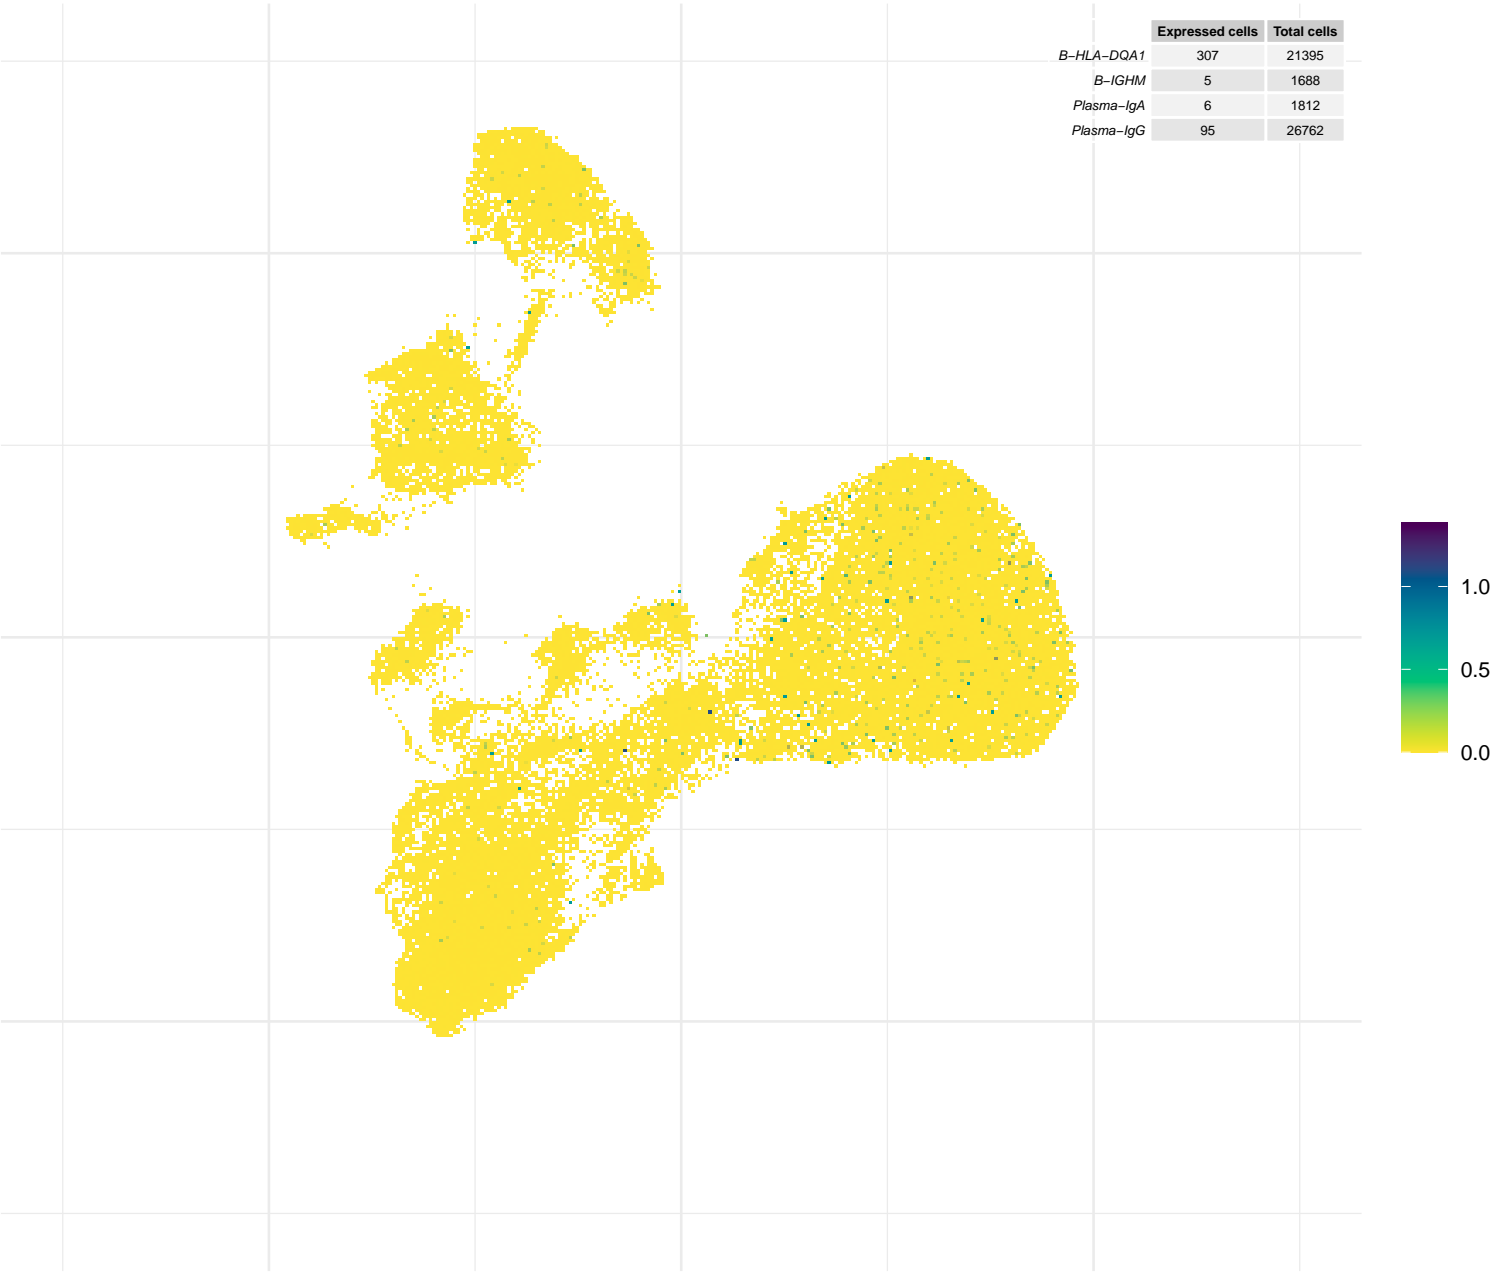 Expressed cells Total cells
B−HLA−DQA1 307 21395
B−IGHM 5 1688
Plasma−IgA 6 1812
Plasma−IgG 95 26762
1.0
0.5
0.0